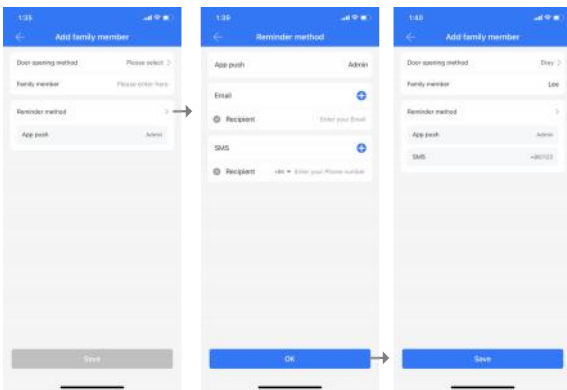 1:35
Add family member
Door opening method Please select
Family member Please enter here
Reminder method
App push Admin
Save
1:39
Reminder method
App push Admin
Email
Recipient Enter your Email
SMS
Recipient +86 Enter your Phone number
OK
1:40
Add family member
Door opening method
Family member Lee
Reminder method
App push Admin
SMS
Save